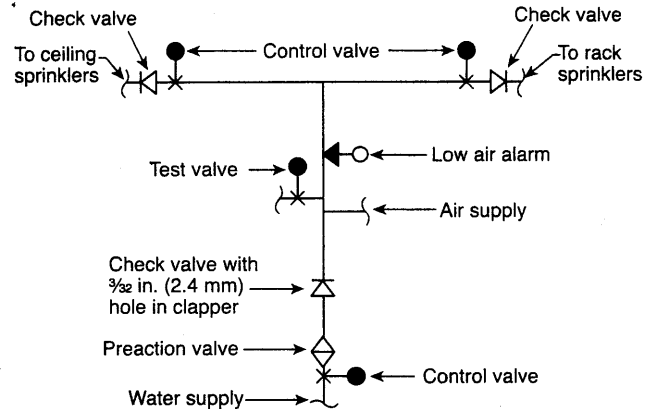 Check valve
Check valve
To ceiling
sprinklers
Control valve
To rack
sprinklers
Test valve
Low air alarm
Air supply
Check valve with
3/32 in. (2.4 mm)
hole in clapper
Preaction valve
Control valve
Water supply